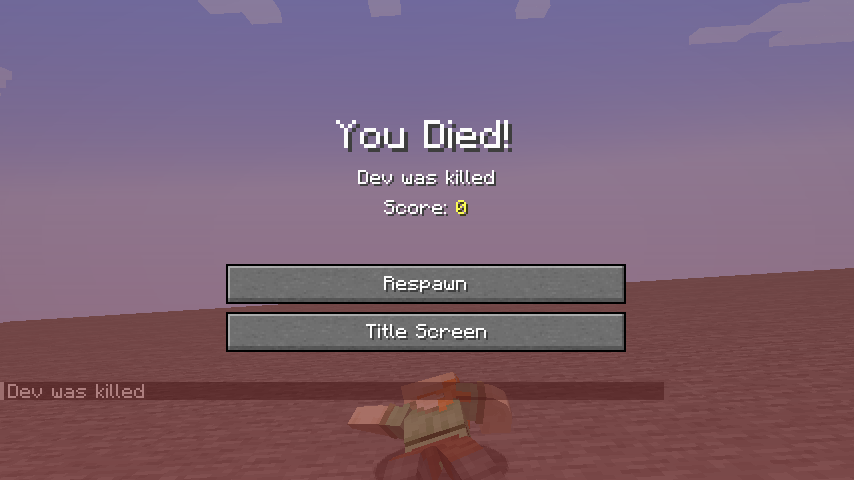 You Died!
Dev was killed
Score: 0
Respawn
Title Screen
Dev was killed